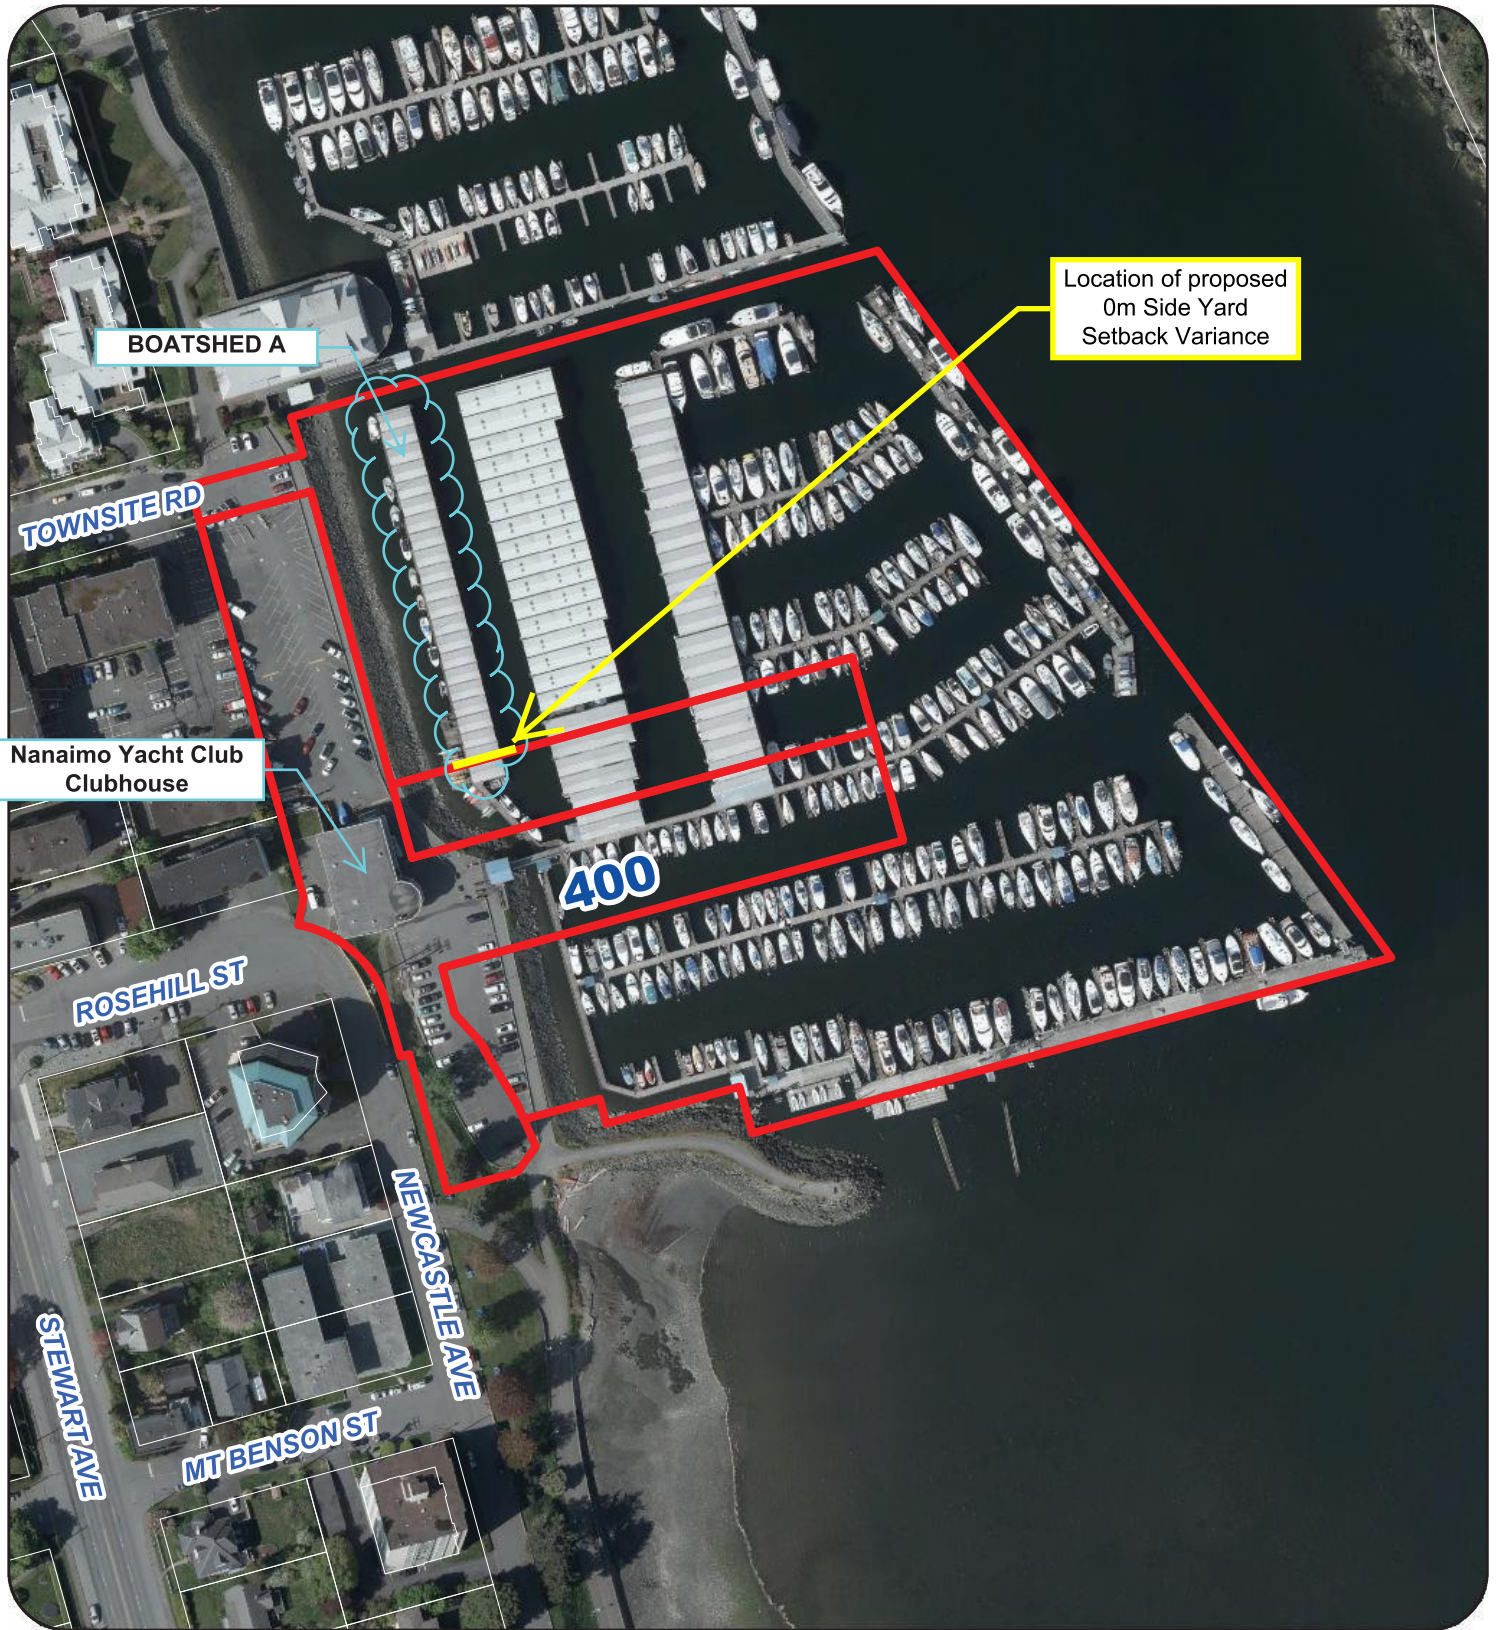 Location of proposed
0m Side Yard
Setback Variance
BOATSHED A
TOWNSITE RD
Nanaimo Yacht Club
Clubhouse
400
ROSEHILL ST
NEWCASTLE AVE
STEWART AVE
MT BENSON ST